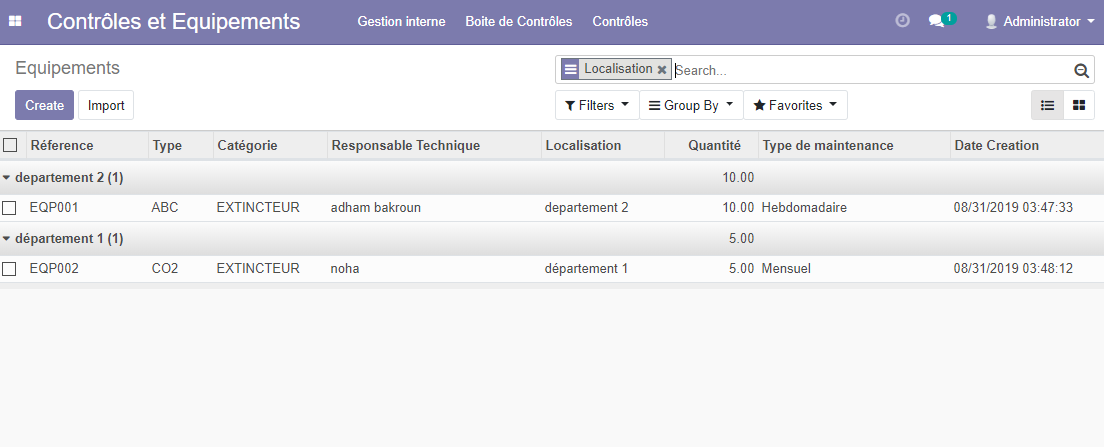 Contrôles et Equipements Gestion interne Boite de Contrôles Contrôles 1 Administrator
Equipements Localisation Search...
Create Import Filters Group By Favorites
Réference Type Catégorie Responsable Technique Localisation Quantité Type de maintenance Date Creation
departement 2 (1) 10.00
EQP001 ABC EXTINCTEUR adham bakroun departement 2 10.00 Hebdomadaire 08/31/2019 03:47:33
département 1 (1) 5.00
EQP002 CO2 EXTINCTEUR noha département 1 5.00 Mensuel 08/31/2019 03:48:12